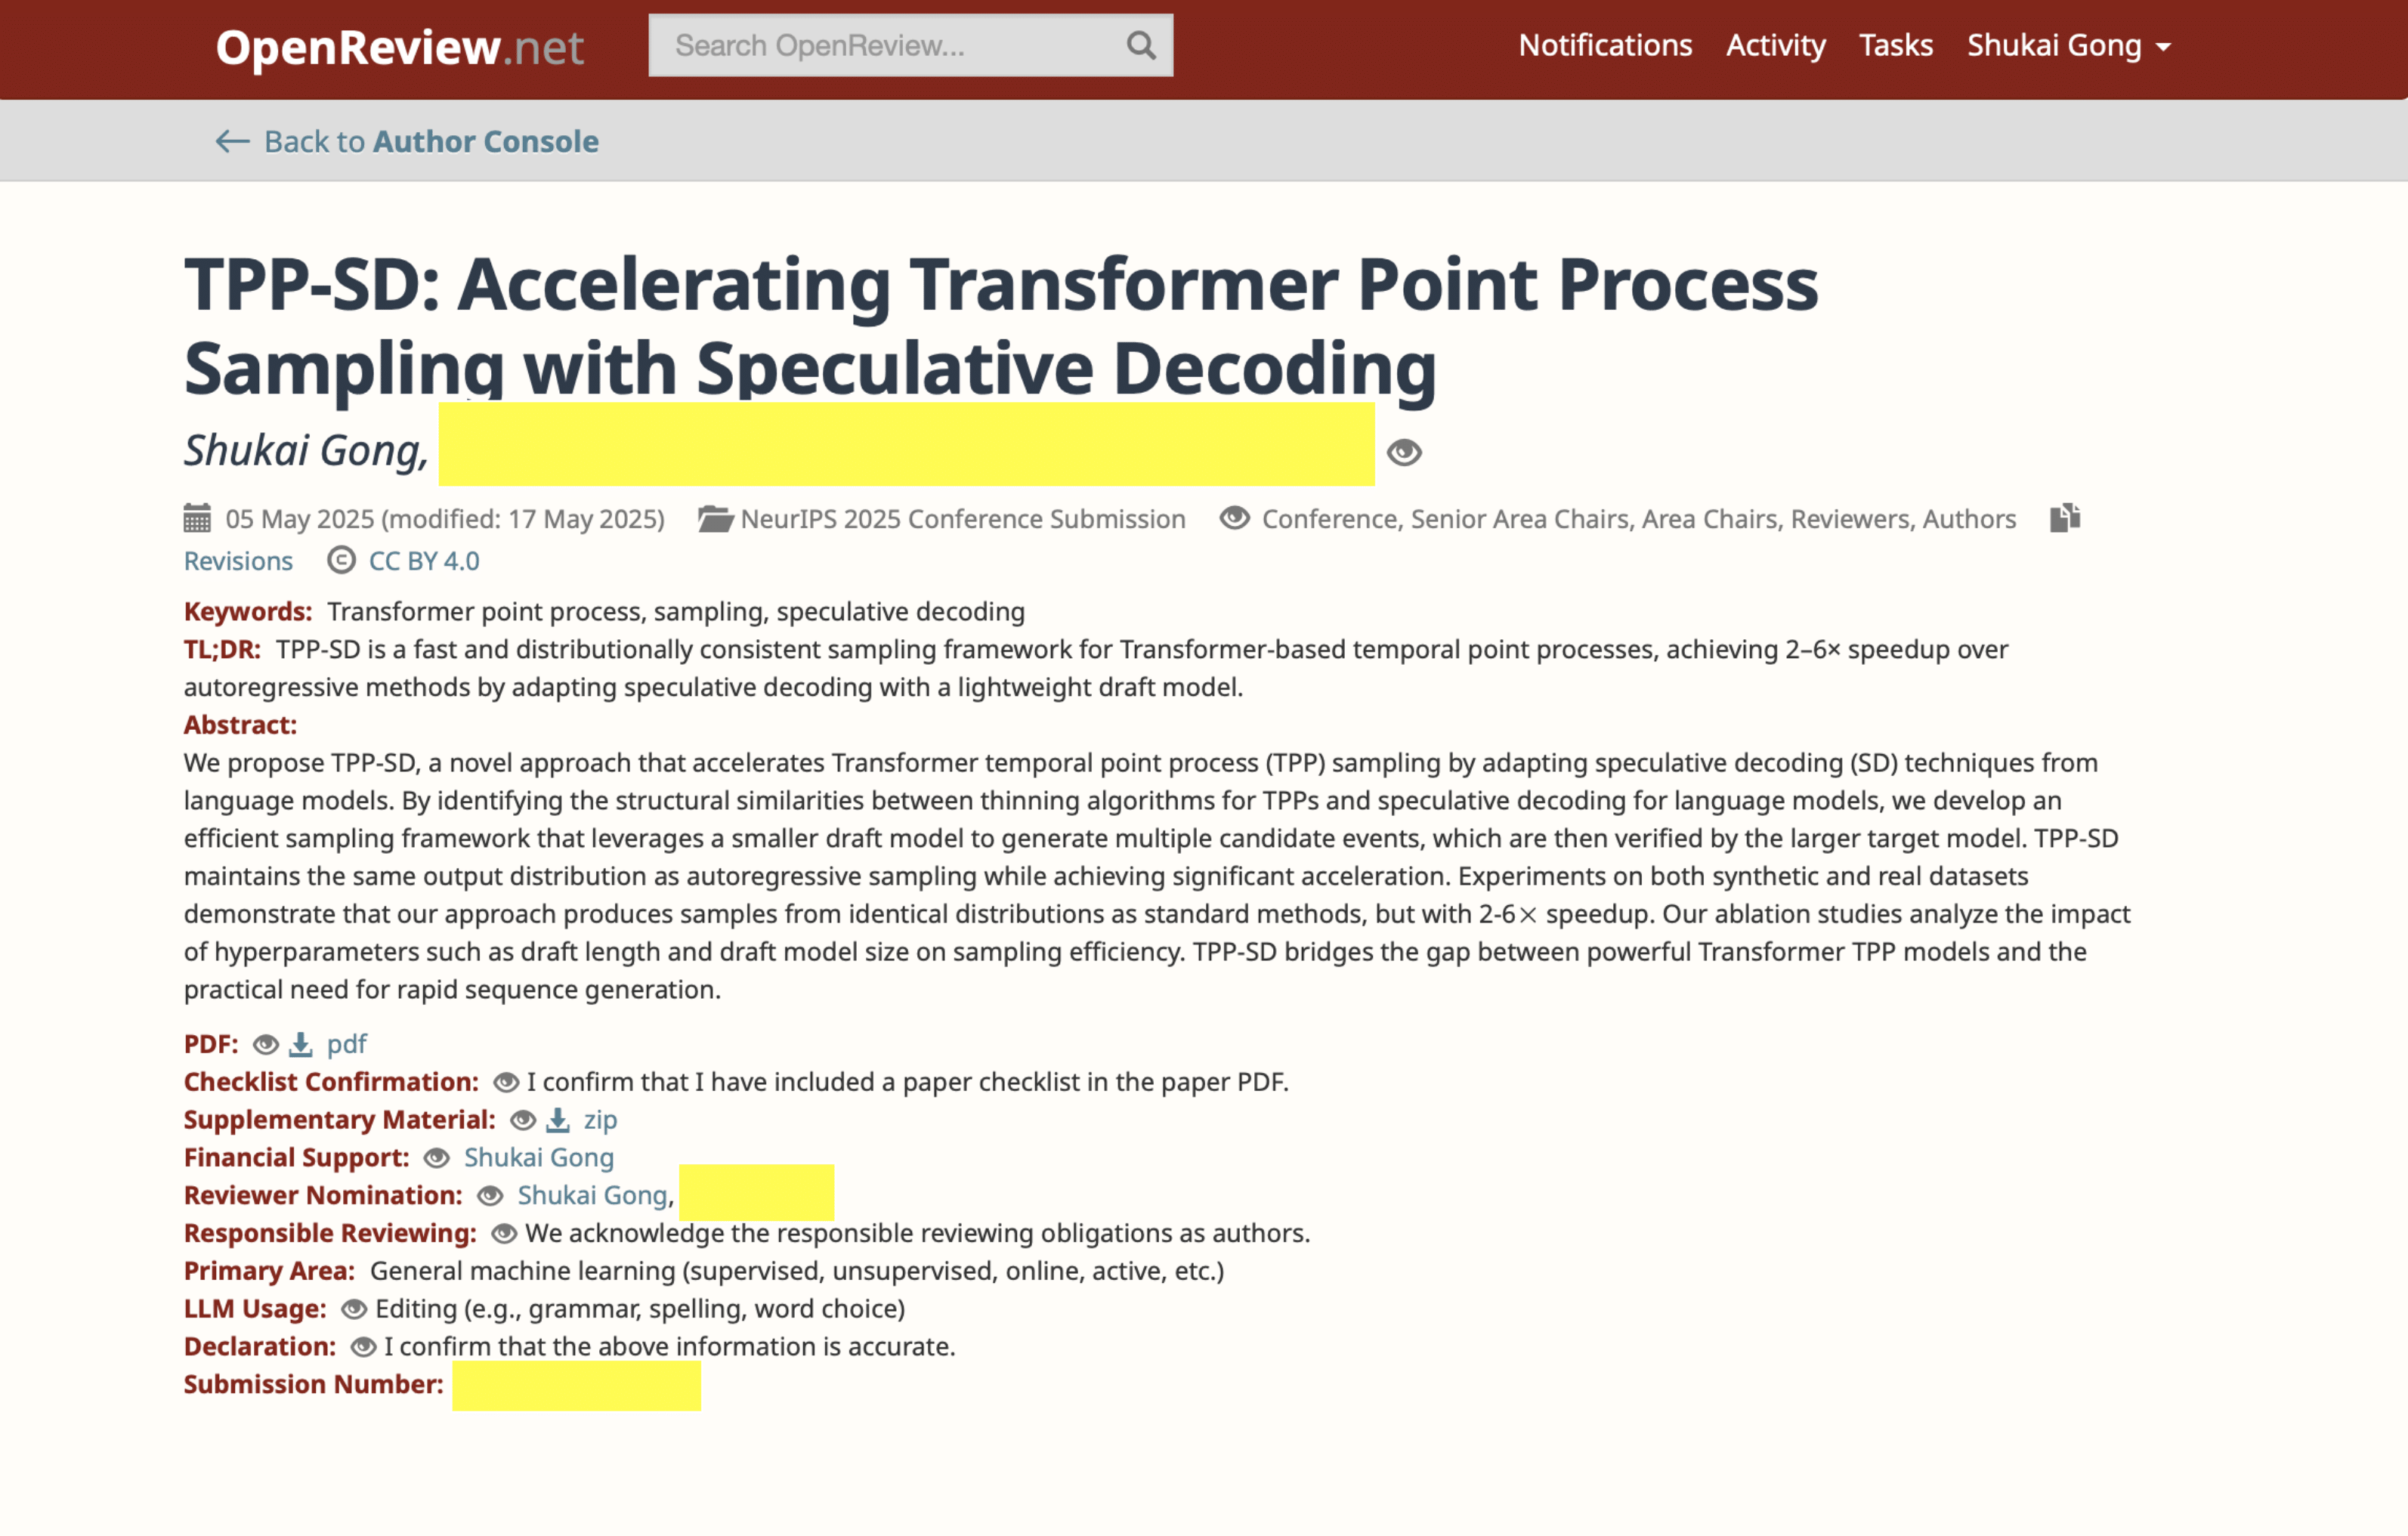 OpenReview.net
Search OpenReview...
Notifications Activity Tasks Shukai Gong
← Back to Author Console
TPP-SD: Accelerating Transformer Point Process
Sampling with Speculative Decoding
Shukai Gong,
05 May 2025 (modified: 17 May 2025) NeurIPS 2025 Conference Submission Conference, Senior Area Chairs, Area Chairs, Reviewers, Authors
Revisions © CC BY 4.0
Keywords: Transformer point process, sampling, speculative decoding
TL;DR: TPP-SD is a fast and distributionally consistent sampling framework for Transformer-based temporal point processes, achieving 2–6× speedup over
autoregressive methods by adapting speculative decoding with a lightweight draft model.
Abstract:
We propose TPP-SD, a novel approach that accelerates Transformer temporal point process (TPP) sampling by adapting speculative decoding (SD) techniques from
language models. By identifying the structural similarities between thinning algorithms for TPPs and speculative decoding for language models, we develop an
efficient sampling framework that leverages a smaller draft model to generate multiple candidate events, which are then verified by the larger target model. TPP-SD
maintains the same output distribution as autoregressive sampling while achieving significant acceleration. Experiments on both synthetic and real datasets
demonstrate that our approach produces samples from identical distributions as standard methods, but with 2-6× speedup. Our ablation studies analyze the impact
of hyperparameters such as draft length and draft model size on sampling efficiency. TPP-SD bridges the gap between powerful Transformer TPP models and the
practical need for rapid sequence generation.
PDF: pdf
Checklist Confirmation: I confirm that I have included a paper checklist in the paper PDF.
Supplementary Material: zip
Financial Support: Shukai Gong
Reviewer Nomination: Shukai Gong,
Responsible Reviewing: We acknowledge the responsible reviewing obligations as authors.
Primary Area: General machine learning (supervised, unsupervised, online, active, etc.)
LLM Usage: Editing (e.g., grammar, spelling, word choice)
Declaration: I confirm that the above information is accurate.
Submission Number: